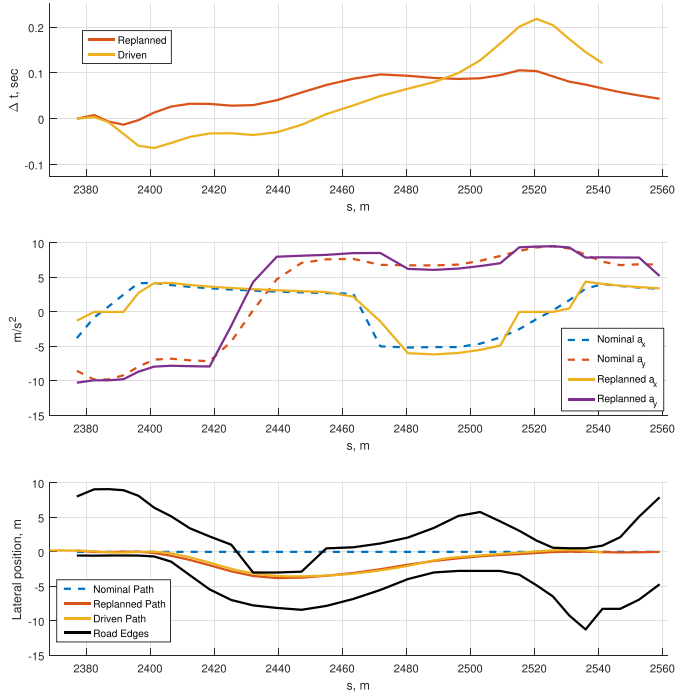 0.2
0.1
0
-0.1
Δ t, sec
Replanned
Driven
2380 2400 2420 2440 2460 2480 2500 2520 2540 2560
s, m
10
5
0
-5
-10
-15
m/s²
Nominal aₓ
Nominal a_y
Replanned aₓ
Replanned a_y
2380 2400 2420 2440 2460 2480 2500 2520 2540 2560
s, m
10
5
0
-5
-10
-15
Lateral position, m
Nominal Path
Replanned Path
Driven Path
Road Edges
2380 2400 2420 2440 2460 2480 2500 2520 2540 2560
s, m